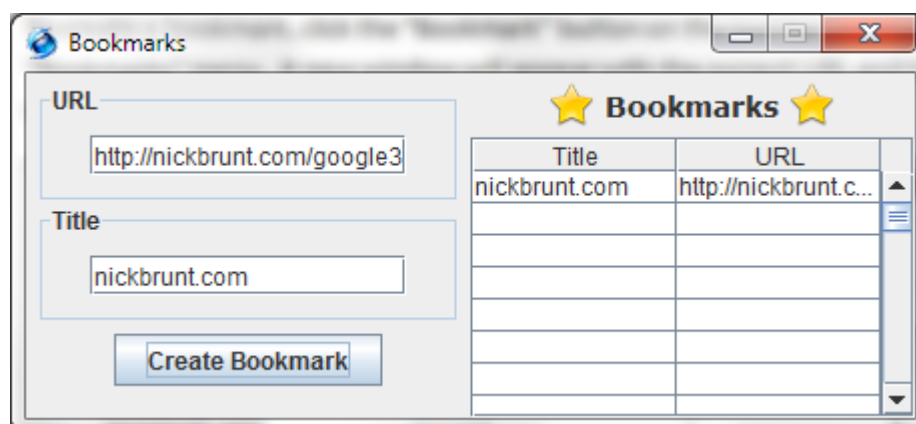 Bookmarks
URL
http://nickbrunt.com/google3
Title
nickbrunt.com
Create Bookmark
Bookmarks
Title URL
nickbrunt.com http://nickbrunt.c...